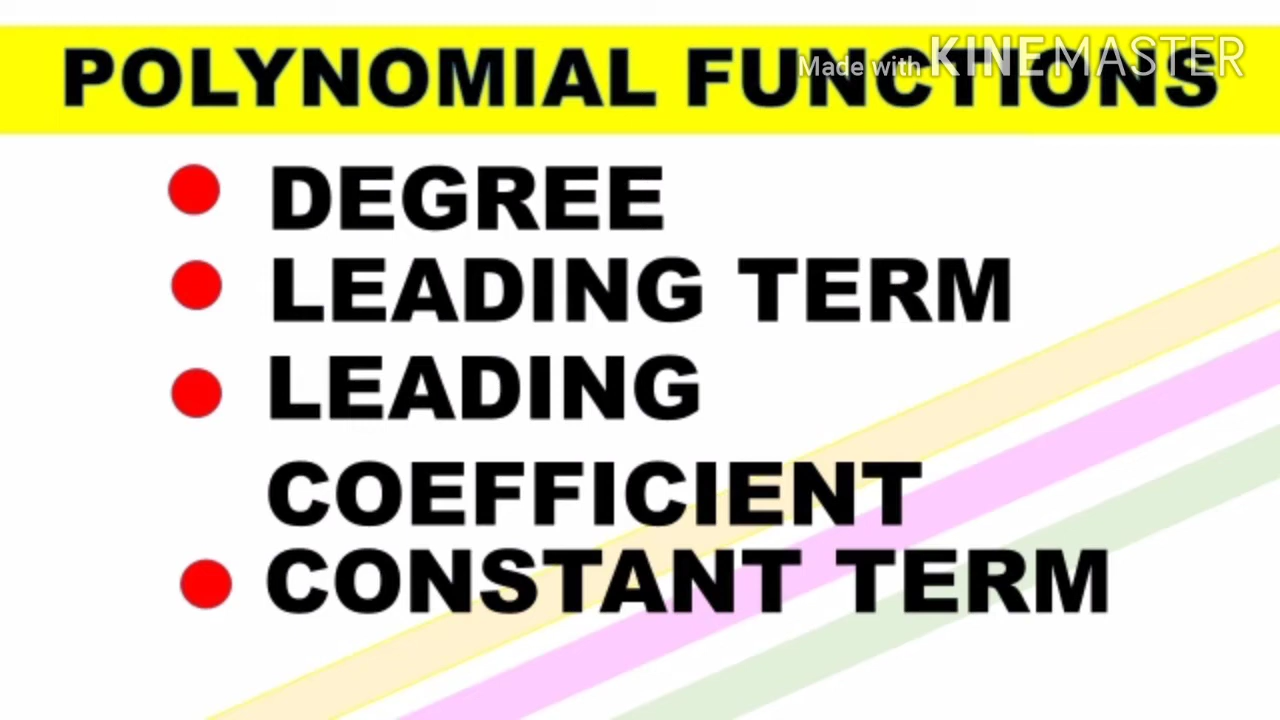 POLYNOMIAL FUNCTIONS
Made with KINEMASTER
DEGREE
LEADING TERM
LEADING
COEFFICIENT
CONSTANT TERM